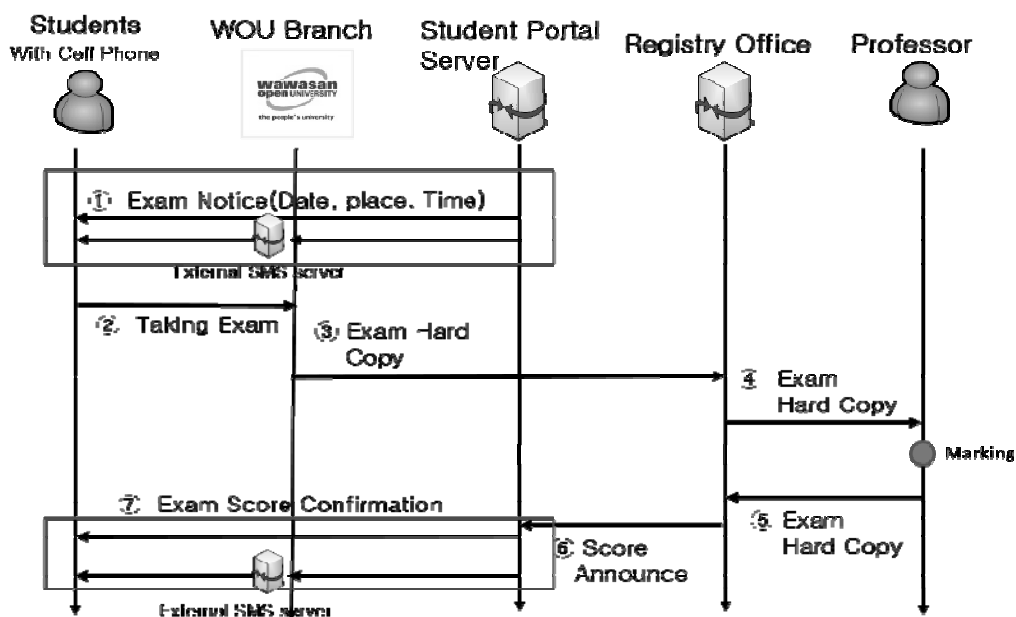 Students
With Cell Phone
WOU Branch
Student Portal
Server
Registry Office
Professor
wawasan
open UNIVERSITY
the people's university
① Exam Notice(Date, place. Time)
External SMS server
② Taking Exam
③ Exam Hard
Copy
④ Exam
Hard Copy
Marking
⑦ Exam Score Confirmation
⑤ Exam
Hard Copy
⑥ Score
Announce
External SMS server